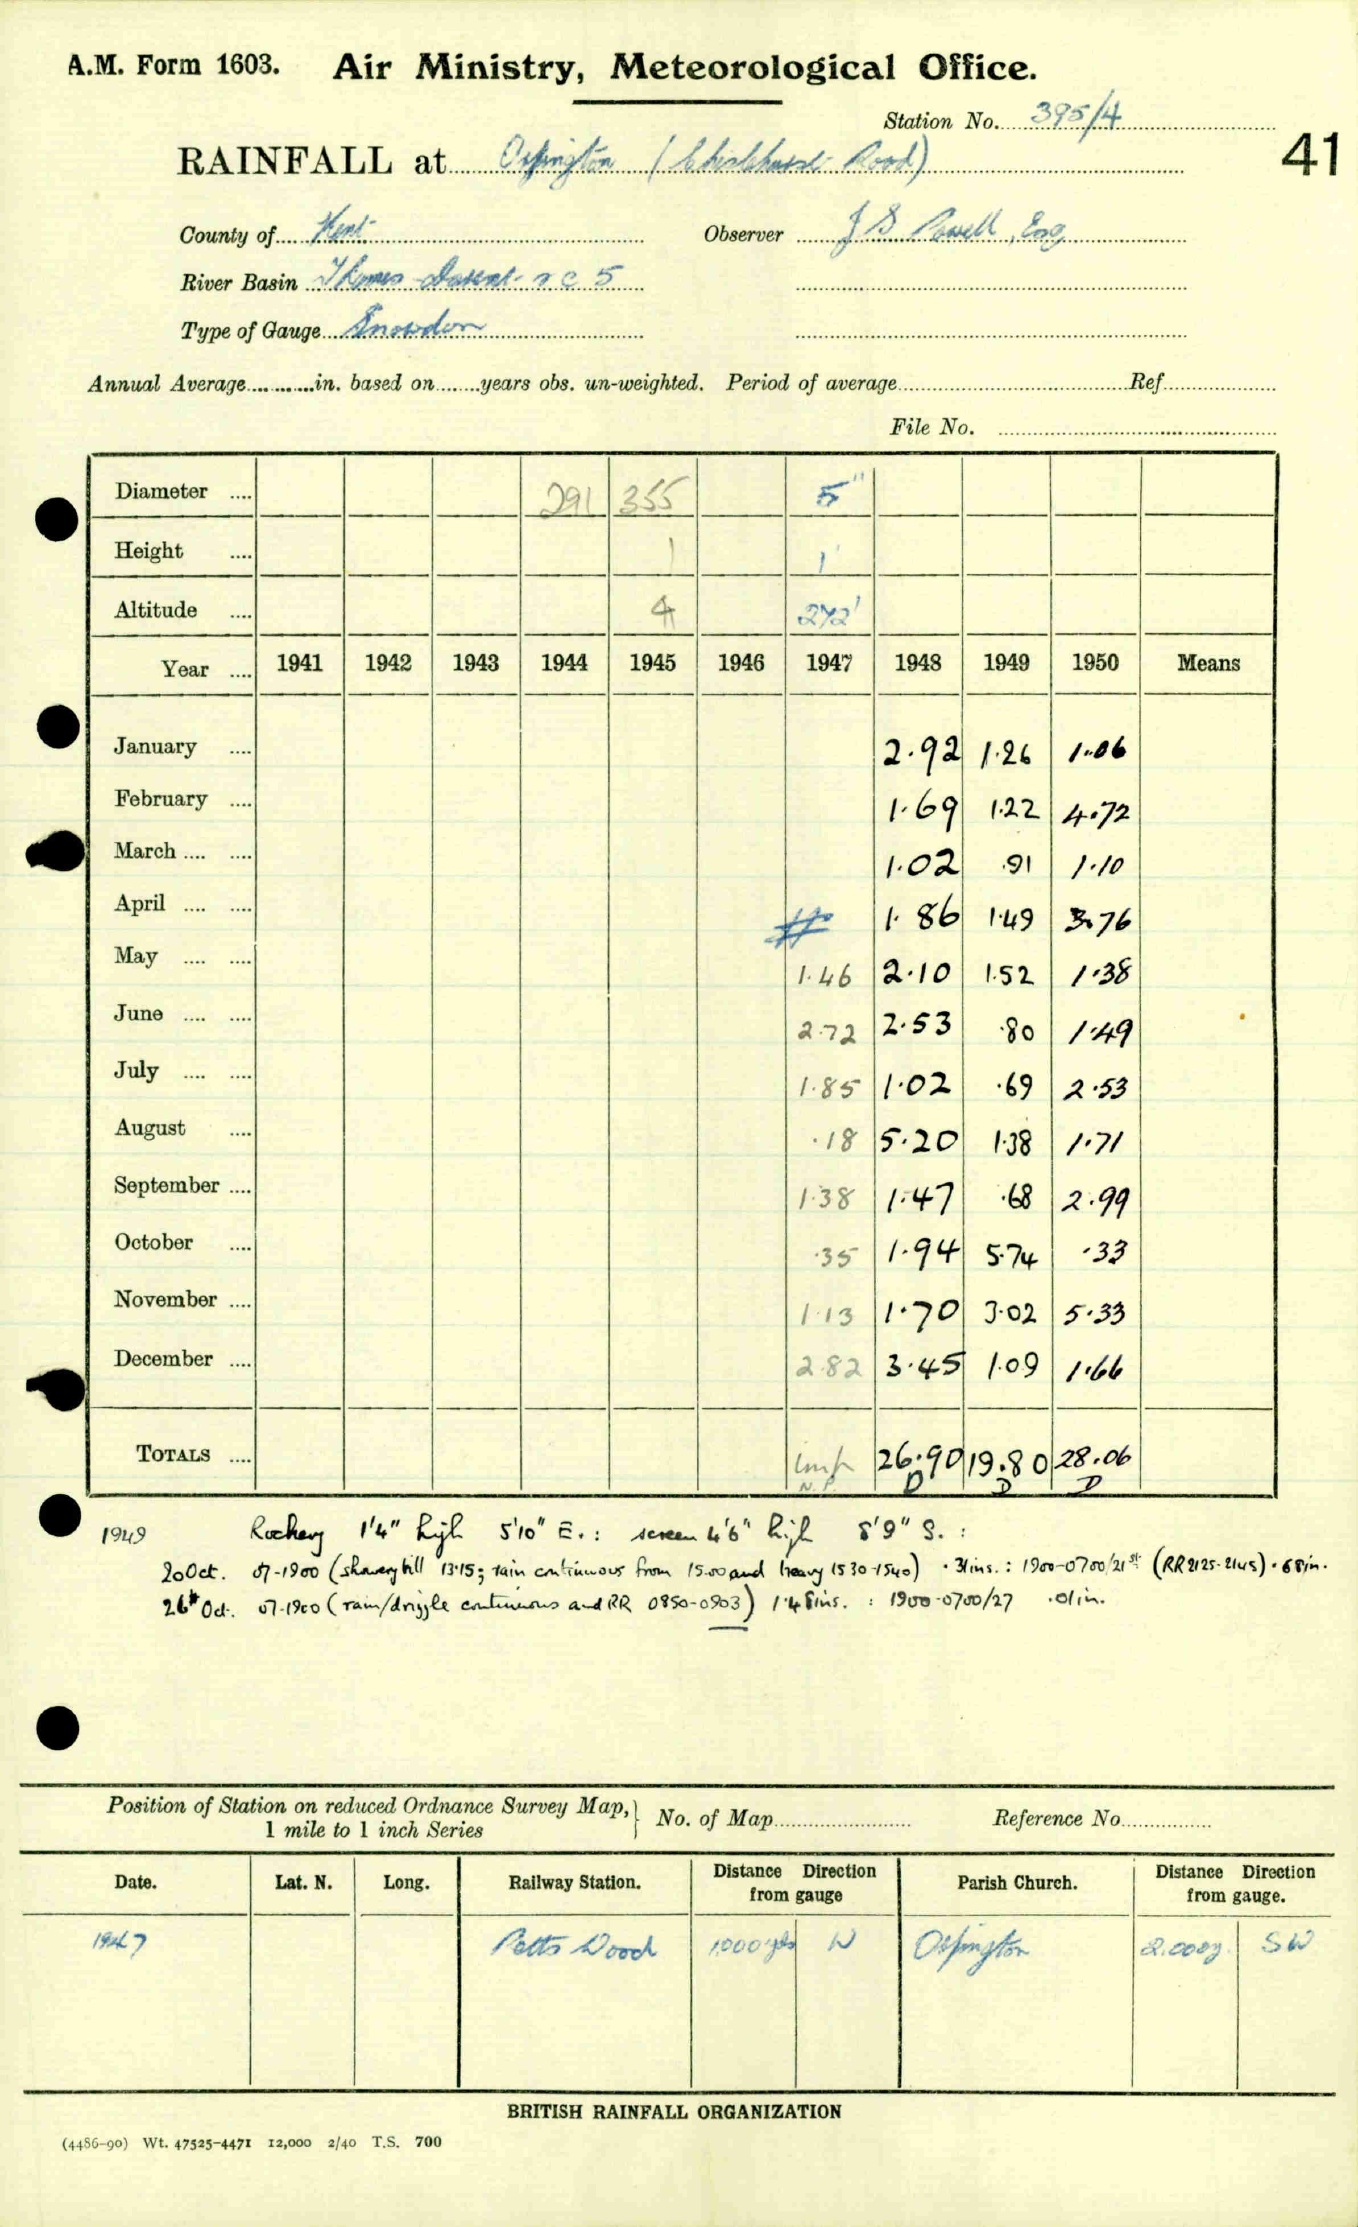 A.M. Form 1603. Air Ministry, Meteorological Office.
Station No. 395/4
41
RAINFALL at Orpington (Chislehurst Road)
County of Kent Observer J S Powell, Esq
River Basin Thames Darent 5
Type of Gauge Snowdon
Annual Average in. based on years obs. un-weighted. Period of average Ref
File No.
Diameter .... 291 355 5"
Height .... 1 1'
Altitude .... 4 272'
Year .... 1941 1942 1943 1944 1945 1946 1947 1948 1949 1950 Means
January .... 2.92 1.26 1.06
February .... 1.69 1.22 4.72
March .... .... 1.02 .91 1.10
April .... .... 1.86 1.49 3.76
May .... .... 1.46 2.10 1.52 1.38
June .... .... 2.72 2.53 .80 1.49
July .... .... 1.85 1.02 .69 2.53
August .... .18 5.20 1.38 1.71
September .... 1.38 1.47 .68 2.99
October .... .35 1.94 5.74 .33
November .... 1.13 1.70 3.02 5.33
December .... 2.82 3.45 1.09 1.66
TOTALS .... imp 26.90 19.80 28.06
N.P. D D D
1949 Rockery 1'4" high 5'10" E. : screen 4'6" high 8'9" S. :
20 Oct. 07-1900 (showery till 1315; rain continuous from 1500 and heavy 1530-1540) .31ins. : 1900-0700/21st (RR 2125-2145) .68in.
26th Oct. 07-1900 (rain/drizzle continuous and RR 0850-0903) 1.48ins. : 1900-0700/27 .01in.
Position of Station on reduced Ordnance Survey Map, 1 mile to 1 inch Series No. of Map Reference No
Date. Lat. N. Long. Railway Station. Distance Direction from gauge Parish Church. Distance Direction from gauge.
1947 Petts Wood 1000 yds W Orpington 2.000y. SW
BRITISH RAINFALL ORGANIZATION
(4486-90) Wt. 47525-4471 12,000 2/40 T.S. 700